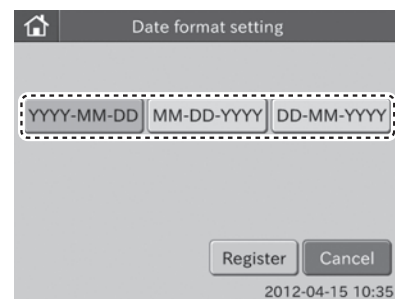 Date format setting
YYYY-MM-DD MM-DD-YYYY DD-MM-YYYY
Register Cancel
2012-04-15 10:35